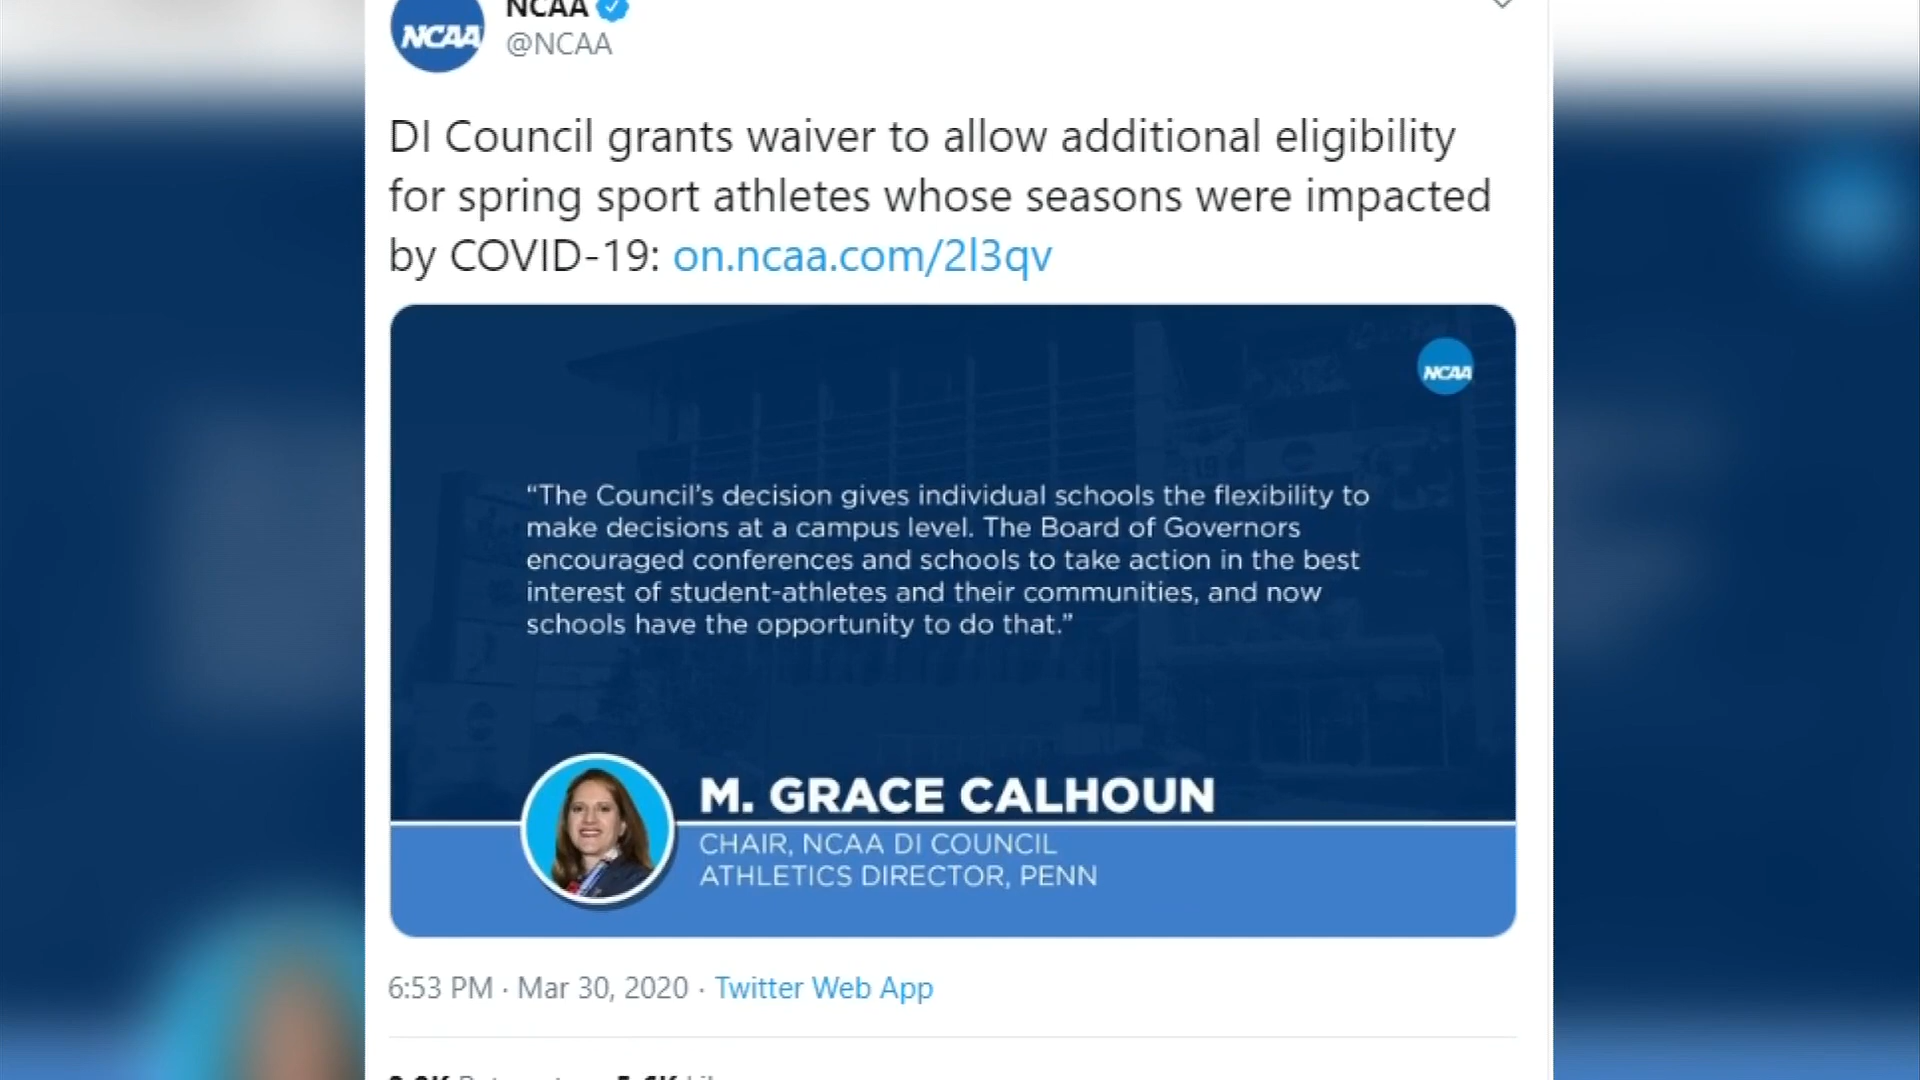 NCAA
NCAA
@NCAA
DI Council grants waiver to allow additional eligibility
for spring sport athletes whose seasons were impacted
by COVID-19: on.ncaa.com/2l3qv
NCAA
“The Council’s decision gives individual schools the flexibility to
make decisions at a campus level. The Board of Governors
encouraged conferences and schools to take action in the best
interest of student-athletes and their communities, and now
schools have the opportunity to do that.”
M. GRACE CALHOUN
CHAIR, NCAA DI COUNCIL
ATHLETICS DIRECTOR, PENN
6:53 PM · Mar 30, 2020 · Twitter Web App